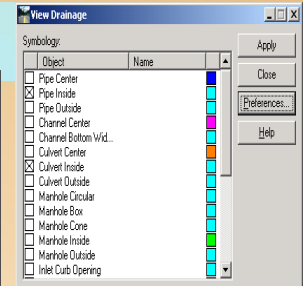 View Drainage
Symbology:
Object Name
Pipe Center
Pipe Inside
Pipe Outside
Channel Center
Channel Bottom Wid...
Culvert Center
Culvert Inside
Culvert Outside
Manhole Circular
Manhole Box
Manhole Cone
Manhole Inside
Manhole Outside
Inlet Curb Opening
Apply
Close
Preferences...
Help